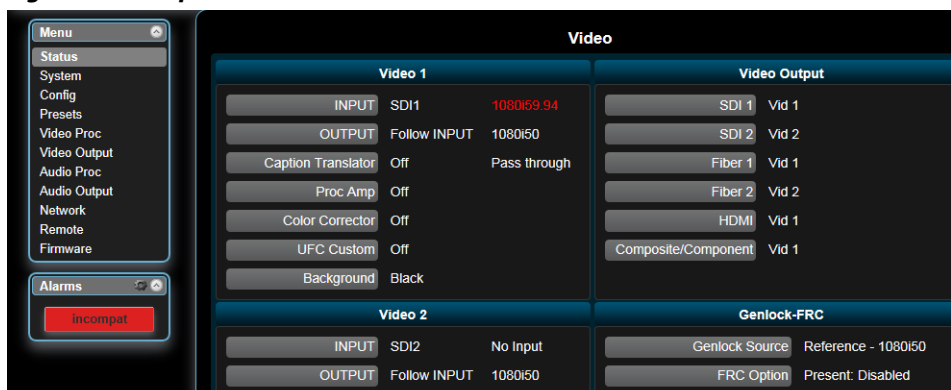 Menu
Status
System
Config
Presets
Video Proc
Video Output
Audio Proc
Audio Output
Network
Remote
Firmware
Alarms
incompat
Video
Video 1
INPUT SDI1 1080i59.94
OUTPUT Follow INPUT 1080i50
Caption Translator Off Pass through
Proc Amp Off
Color Corrector Off
UFC Custom Off
Background Black
Video Output
SDI 1 Vid 1
SDI 2 Vid 2
Fiber 1 Vid 1
Fiber 2 Vid 2
HDMI Vid 1
Composite/Component Vid 1
Video 2
INPUT SDI2 No Input
OUTPUT Follow INPUT 1080i50
Genlock-FRC
Genlock Source Reference - 1080i50
FRC Option Present: Disabled